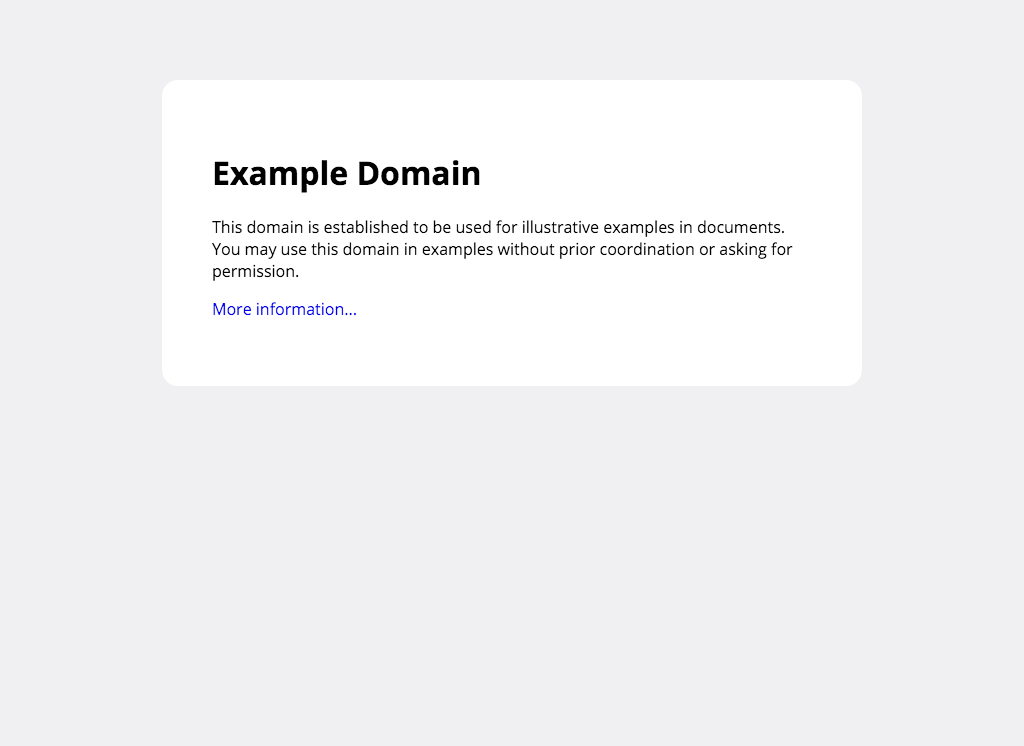 Example Domain
This domain is established to be used for illustrative examples in documents.
You may use this domain in examples without prior coordination or asking for
permission.
More information...